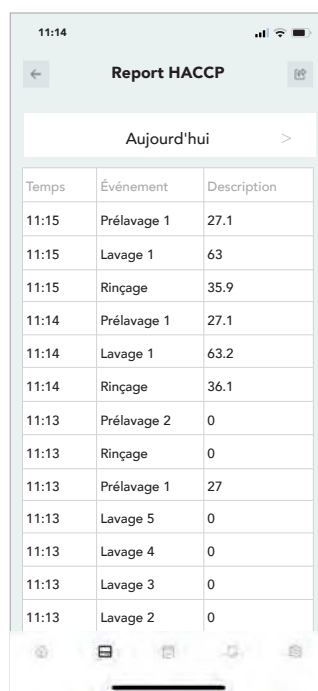 11:14
Report HACCP
Aujourd'hui >
Temps Événement Description
11:15 Prélavage 1 27.1
11:15 Lavage 1 63
11:15 Rinçage 35.9
11:14 Prélavage 1 27.1
11:14 Lavage 1 63.2
11:14 Rinçage 36.1
11:13 Prélavage 2 0
11:13 Rinçage 0
11:13 Prélavage 1 27
11:13 Lavage 5 0
11:13 Lavage 4 0
11:13 Lavage 3 0
11:13 Lavage 2 0